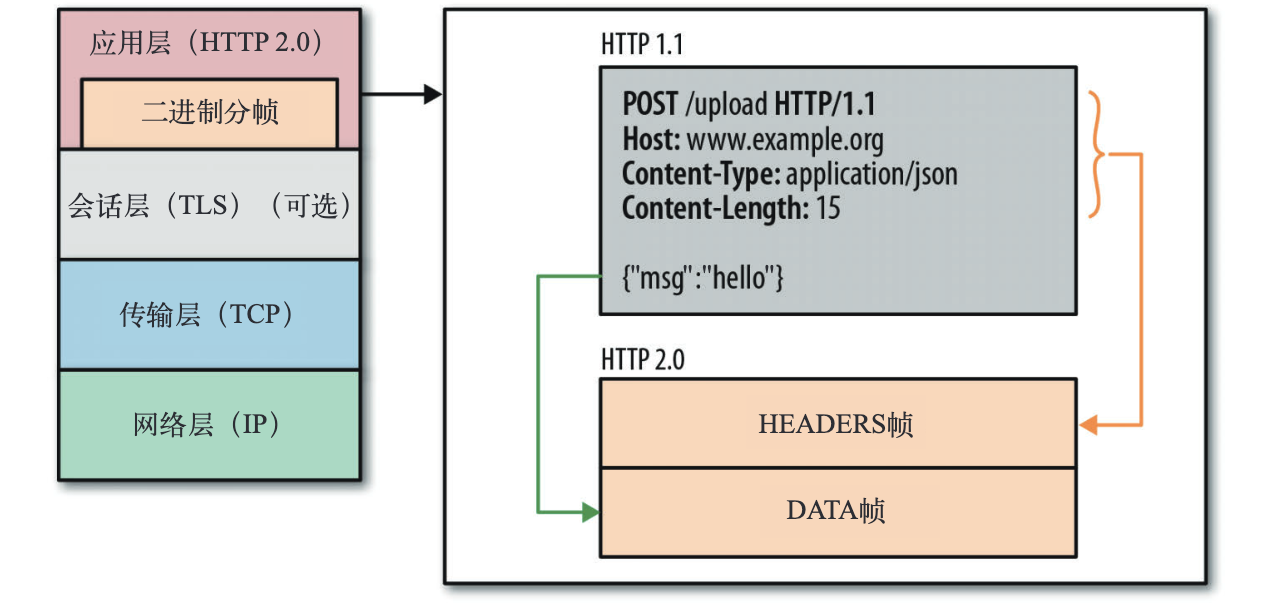 应用层（HTTP 2.0）
二进制分帧
会话层（TLS）（可选）
传输层（TCP）
网络层（IP）
HTTP 1.1
POST /upload HTTP/1.1
Host: www.example.org
Content-Type: application/json
Content-Length: 15
{"msg":"hello"}
HTTP 2.0
HEADERS帧
DATA帧